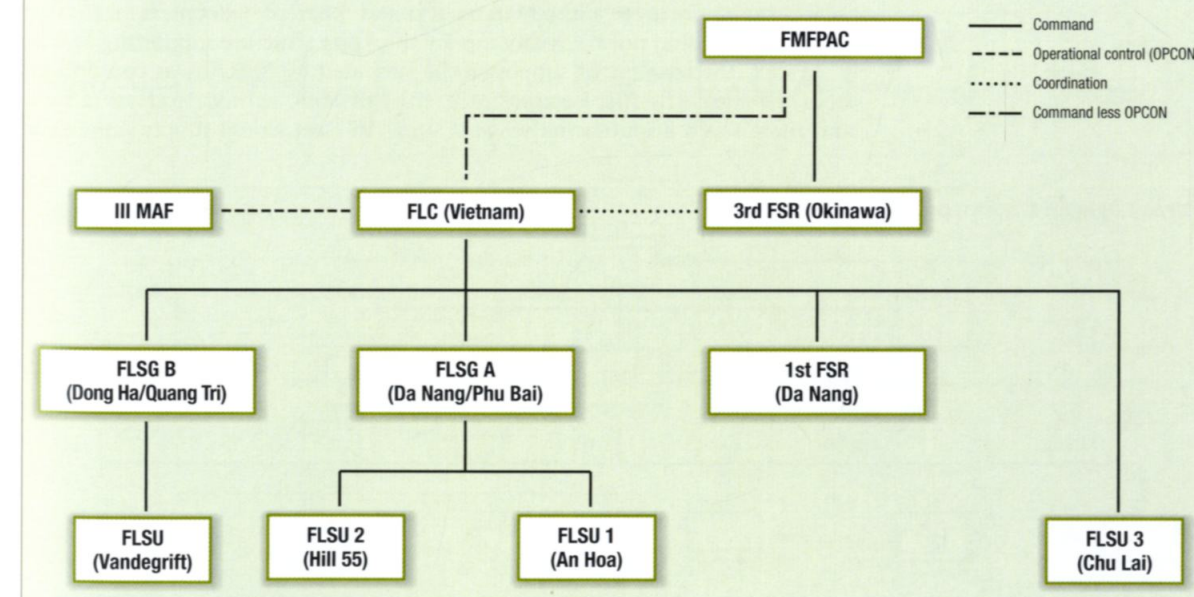 FMFPAC
Command
Operational control (OPCON
Coordination
Command less OPCON
III MAF
FLC (Vietnam)
3rd FSR (Okinawa)
FLSG B
(Dong Ha/Quang Tri)
FLSG A
(Da Nang/Phu Bai)
1st FSR
(Da Nang)
FLSU
(Vandegrift)
FLSU 2
(Hill 55)
FLSU 1
(An Hoa)
FLSU 3
(Chu Lai)